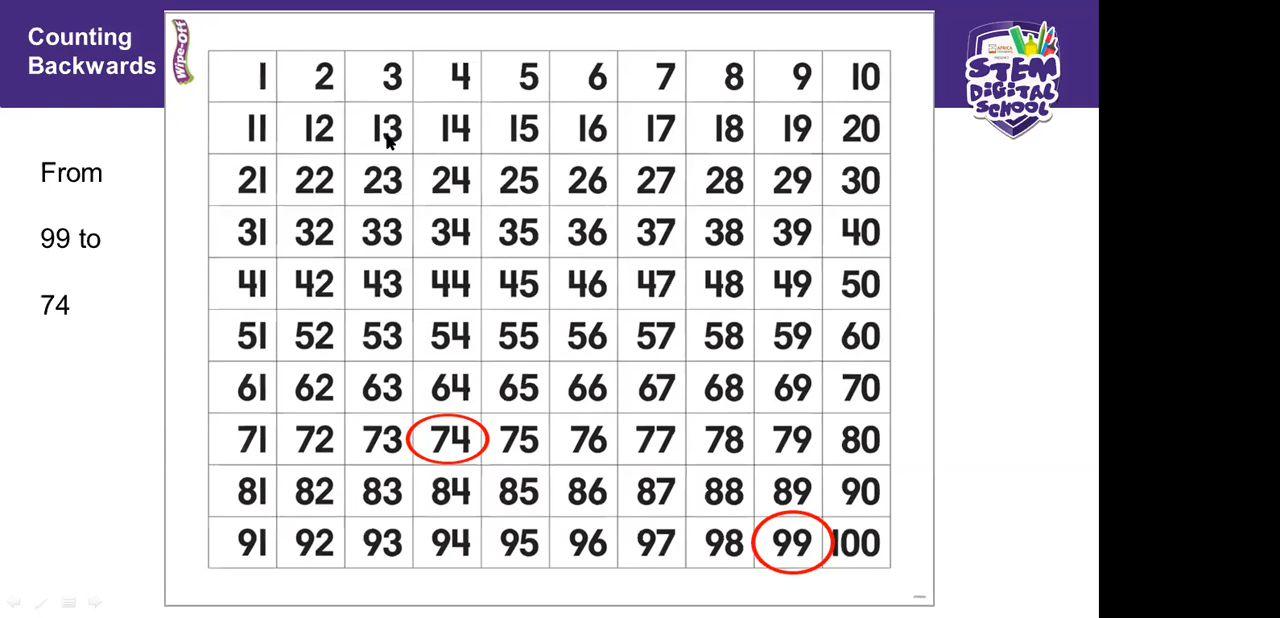 Counting
Backwards
Wipe-Off
STEM
DIGITAL
SCHOOL
From
99 to
74
1 2 3 4 5 6 7 8 9 10
11 12 13 14 15 16 17 18 19 20
21 22 23 24 25 26 27 28 29 30
31 32 33 34 35 36 37 38 39 40
41 42 43 44 45 46 47 48 49 50
51 52 53 54 55 56 57 58 59 60
61 62 63 64 65 66 67 68 69 70
71 72 73 74 75 76 77 78 79 80
81 82 83 84 85 86 87 88 89 90
91 92 93 94 95 96 97 98 99 100